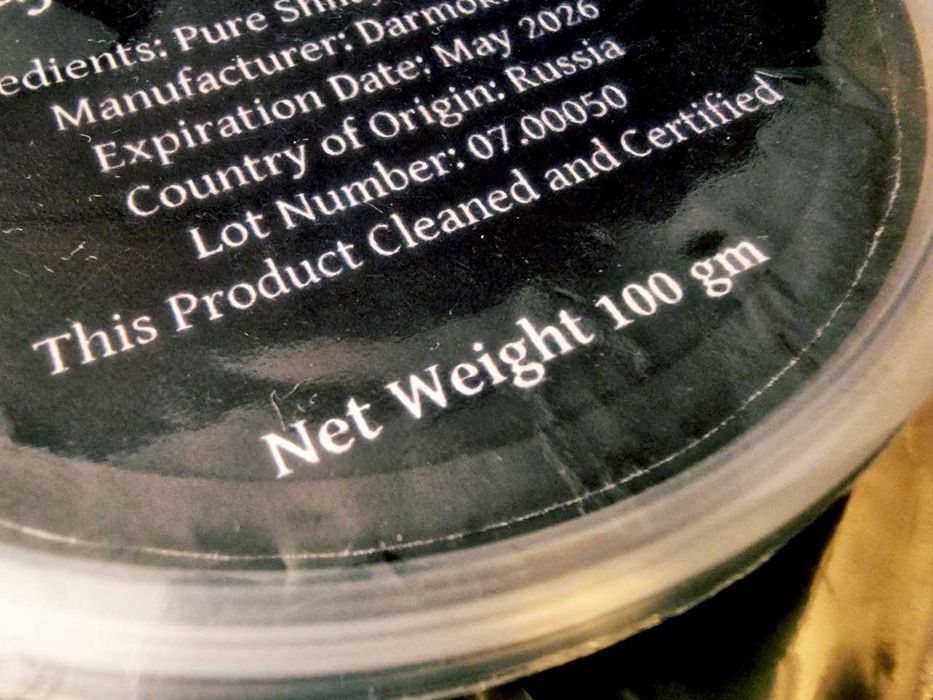 Pure
Manufacturer:
Expiration Date: May 2026
Country of Origin: Russia
Lot Number: 07.00050
This Product Cleaned and Certified
Net Weight 100 gm